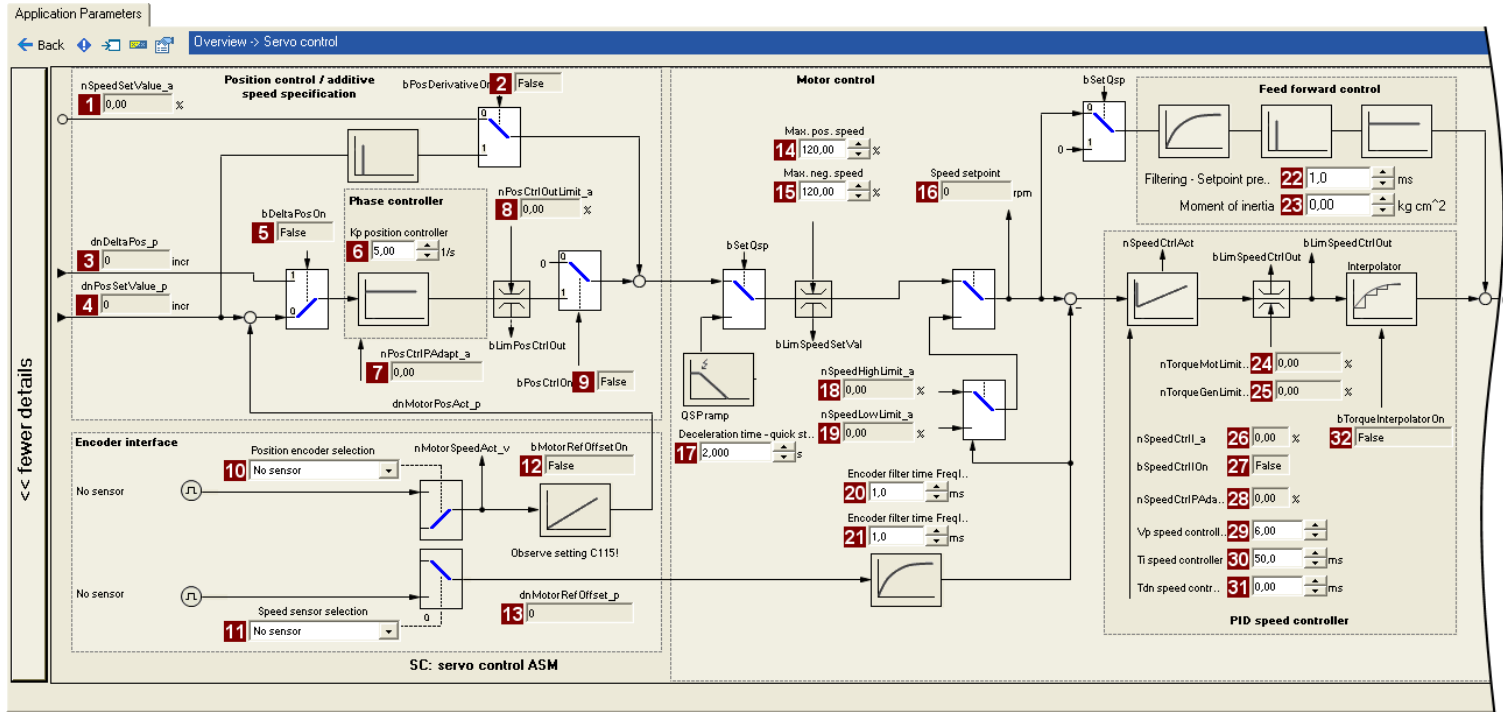 Application Parameters
Back
Overview -> Servo control
<< fewer details
Position control / additive
speed specification
nSpeedSetValue_a
1 0,00 %
bPosDerivativeOn
2 False
0
1
dnDeltaPos_p
3 0 incr
dnPosSetValue_p
4 0 incr
bDeltaPosOn
5 False
1
0
Phase controller
Kp position controller
6 5,00 1/s
nPosCtrlPAdapt_a
7 0,00
nPosCtrlOutLimit_a
8 0,00 %
bLimPosCtrlOut
0
0
1
bPosCtrlOn
9 False
dnMotorPosAct_p
Encoder interface
Position encoder selection
10 No sensor
No sensor
nMotorSpeedAct_v
bMotorRefOffsetOn
12 False
Observe setting C115!
No sensor
Speed sensor selection
11 No sensor
0
dnMotorRefOffset_p
13 0
SC: servo control ASM
Motor control
Max. pos. speed
14 120,00 %
Max. neg. speed
15 120,00 %
bSetQsp
bLimSpeedSetVal
QSP ramp
Deceleration time - quick st..
17 2,000 s
Speed setpoint
16 0 rpm
nSpeedHighLimit_a
18 0,00 %
nSpeedLowLimit_a
19 0,00 %
Encoder filter time FreqI..
20 1,0 ms
Encoder filter time FreqI..
21 1,0 ms
bSetQsp
0
0
1
Feed forward control
Filtering - Setpoint pre.. 22 1,0 ms
Moment of inertia 23 0,00 kg cm^2
nSpeedCtrlAct
bLimSpeedCtrlOut
bLimSpeedCtrlOut
Interpolator
-
nTorqueMotLimit.. 24 0,00 %
nTorqueGenLimit.. 25 0,00 %
bTorqueInterpolatorOn
32 False
nSpeedCtrlI_a 26 0,00 %
bSpeedCtrlIOn 27 False
nSpeedCtrlPAda.. 28 0,00 %
Vp speed controll.. 29 6,00
Ti speed controller 30 50,0 ms
Tdn speed contr.. 31 0,00 ms
PID speed controller